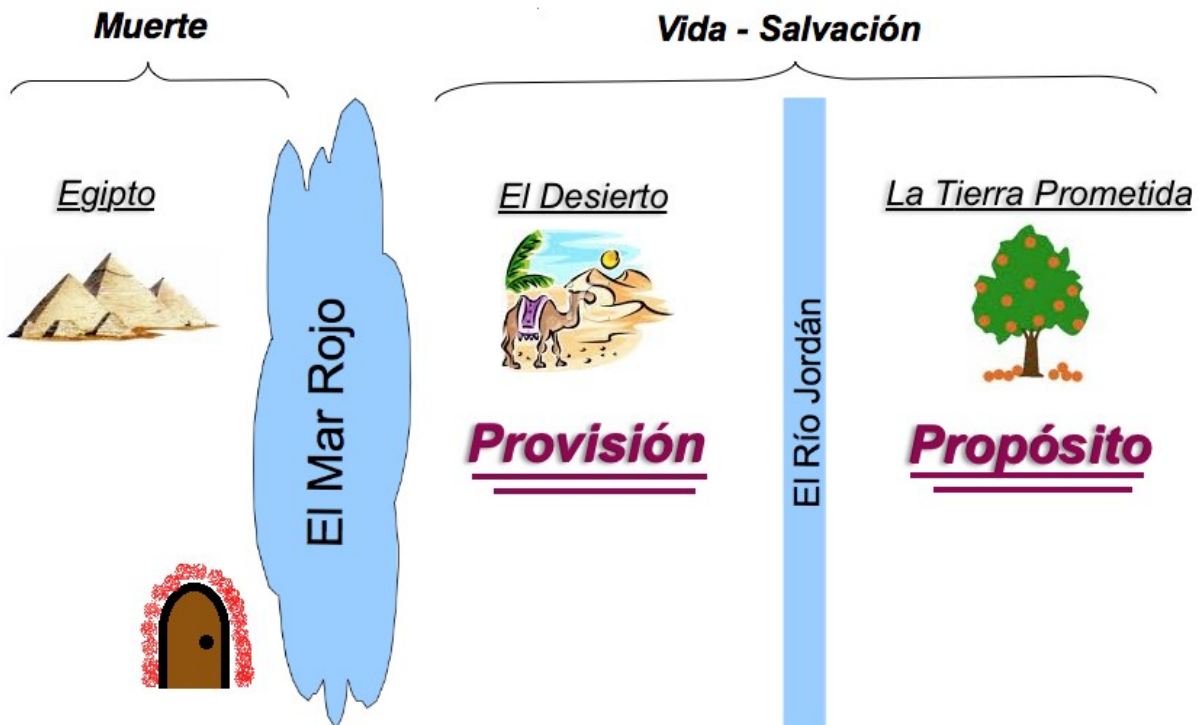 Muerte
Vida - Salvación
Egipto
El Mar Rojo
El Desierto
Provisión
El Río Jordán
La Tierra Prometida
Propósito